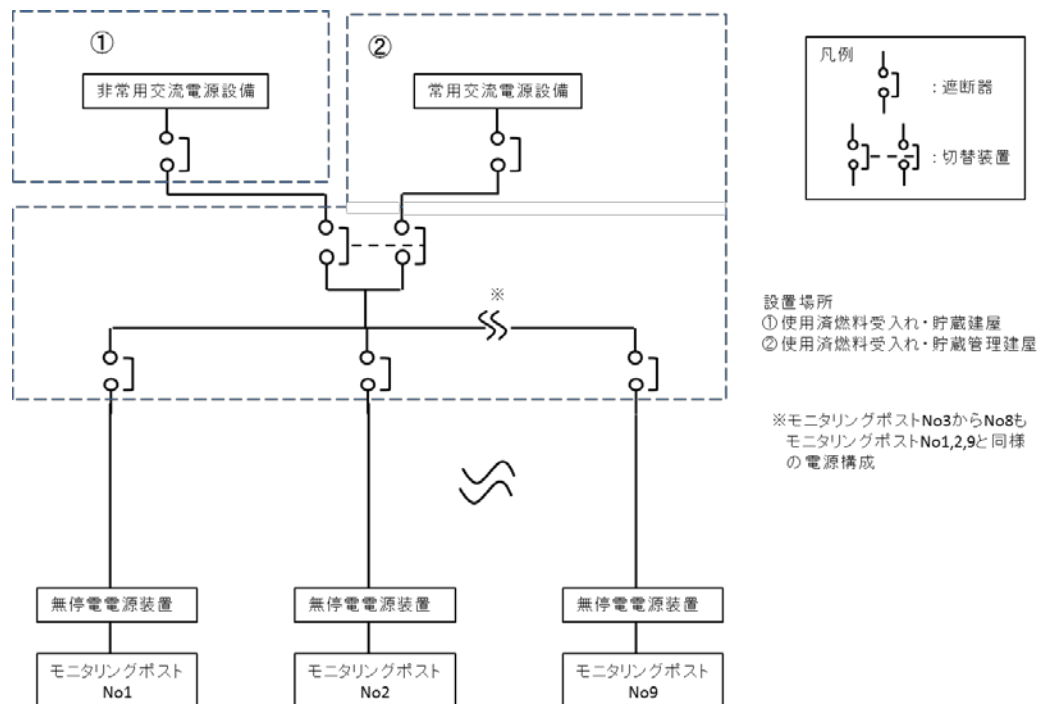 ①
②
非常用交流電源設備
常用交流電源設備
凡例
:遮断器
:切替装置
※
設置場所
①使用済燃料受入れ・貯蔵建屋
②使用済燃料受入れ・貯蔵管理建屋
※モニタリングポストNo3からNo8も
モニタリングポストNo1,2,9と同様
の電源構成
無停電電源装置
無停電電源装置
無停電電源装置
モニタリングポスト
No1
モニタリングポスト
No2
モニタリングポスト
No9